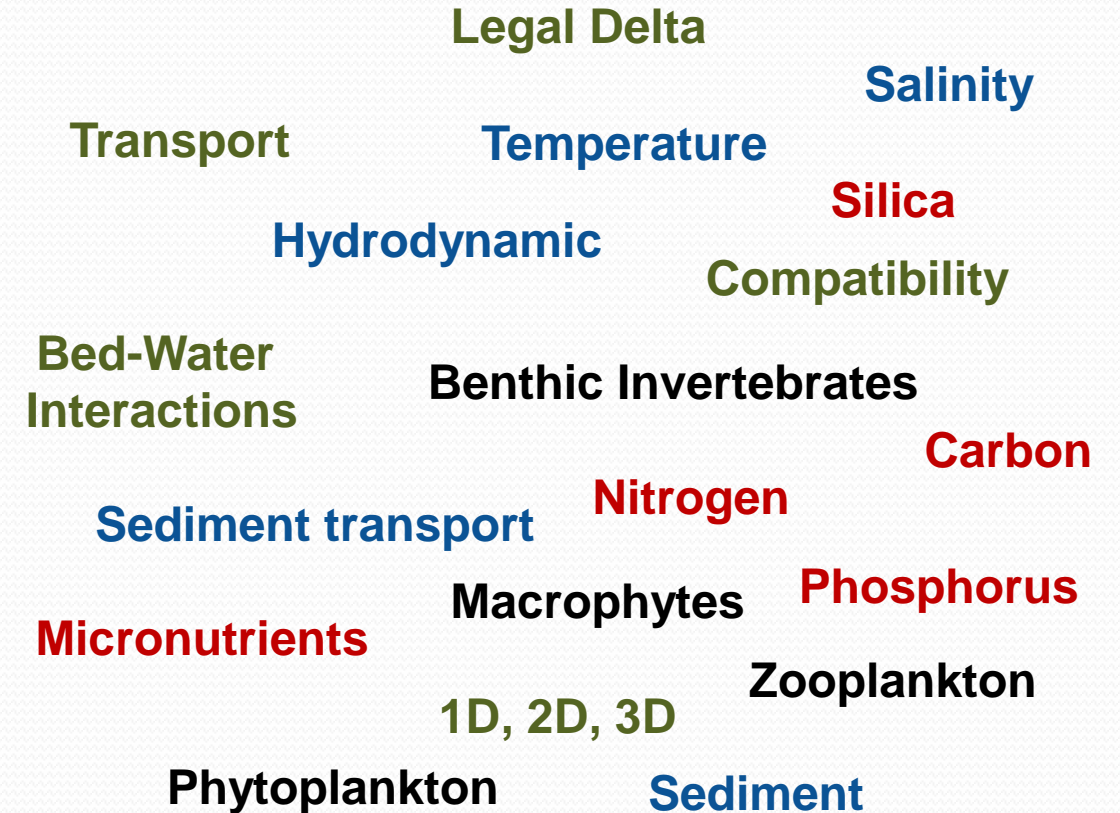 Legal Delta
Salinity
Transport
Temperature
Silica
Hydrodynamic
Compatibility
Bed-Water
Interactions
Benthic Invertebrates
Carbon
Nitrogen
Sediment transport
Phosphorus
Macrophytes
Micronutrients
Zooplankton
1D, 2D, 3D
Phytoplankton
Sediment